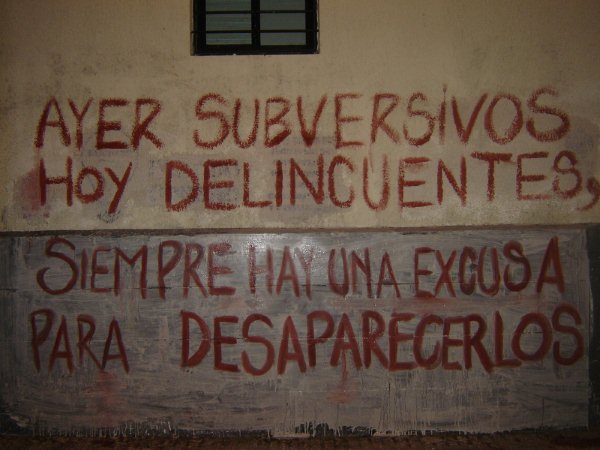 AYER SUBVERSIVOS
HOY DELINCUENTES,
SIEMPRE HAY UNA EXCUSA
PARA DESAPARECERLOS